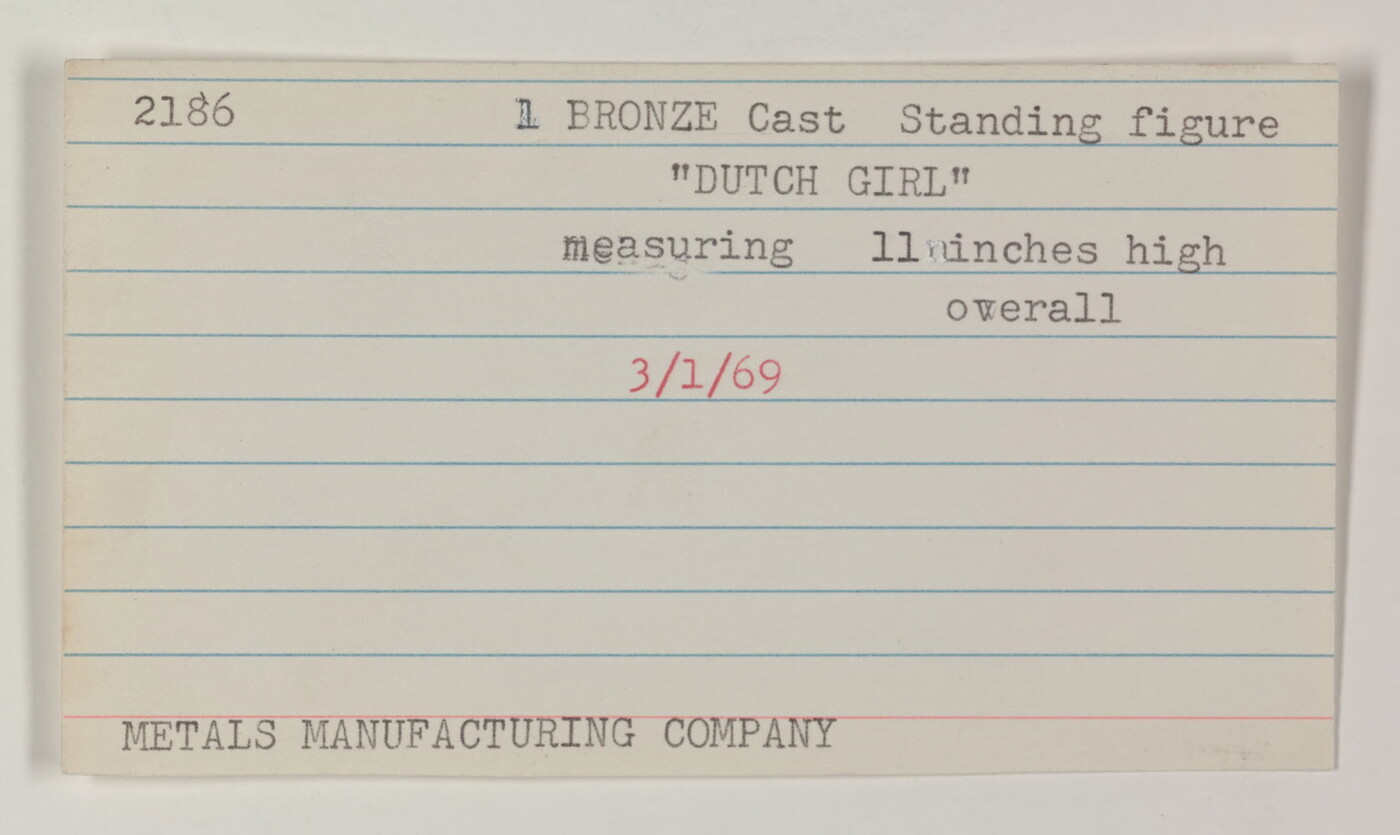 2186 1 BRONZE Cast Standing figure
"DUTCH GIRL"
measuring 11 inches high
overall
3/1/69
METALS MANUFACTURING COMPANY